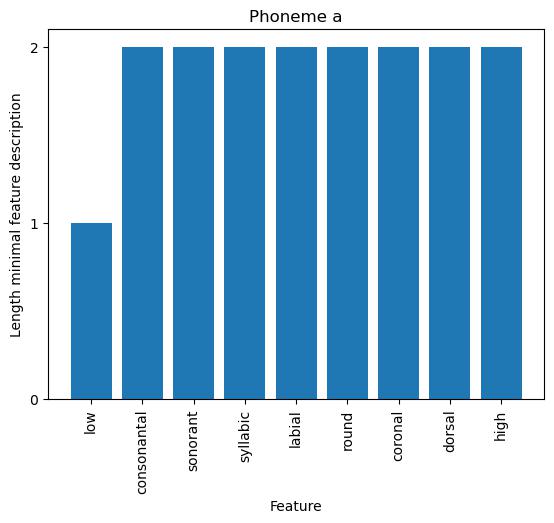 Phoneme a
Length minimal feature description
2
1
0
low
consonantal
sonorant
syllabic
labial
round
coronal
dorsal
high
Feature